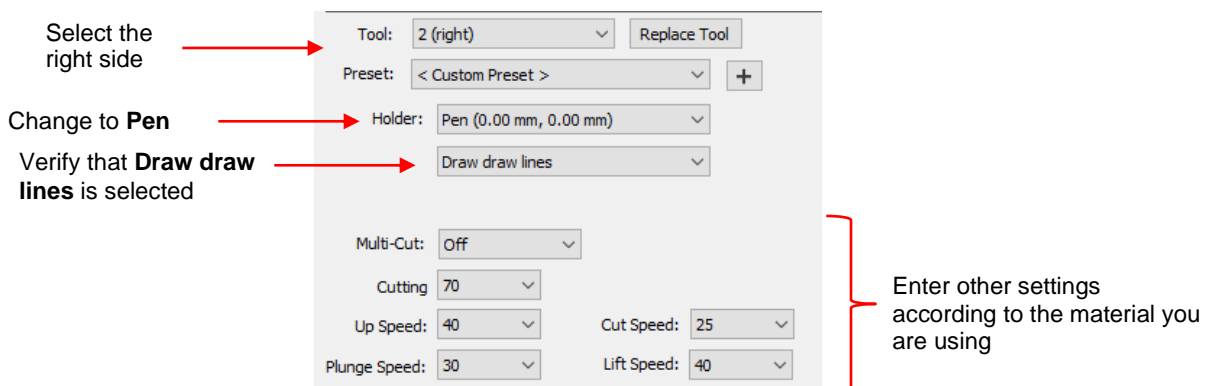 Select the
right side
Tool: 2 (right) Replace Tool
Preset: < Custom Preset > +
Change to Pen
Holder: Pen (0.00 mm, 0.00 mm)
Verify that Draw draw
lines is selected
Draw draw lines
Multi-Cut: Off
Cutting 70
Up Speed: 40 Cut Speed: 25
Plunge Speed: 30 Lift Speed: 40
Enter other settings
according to the material you
are using